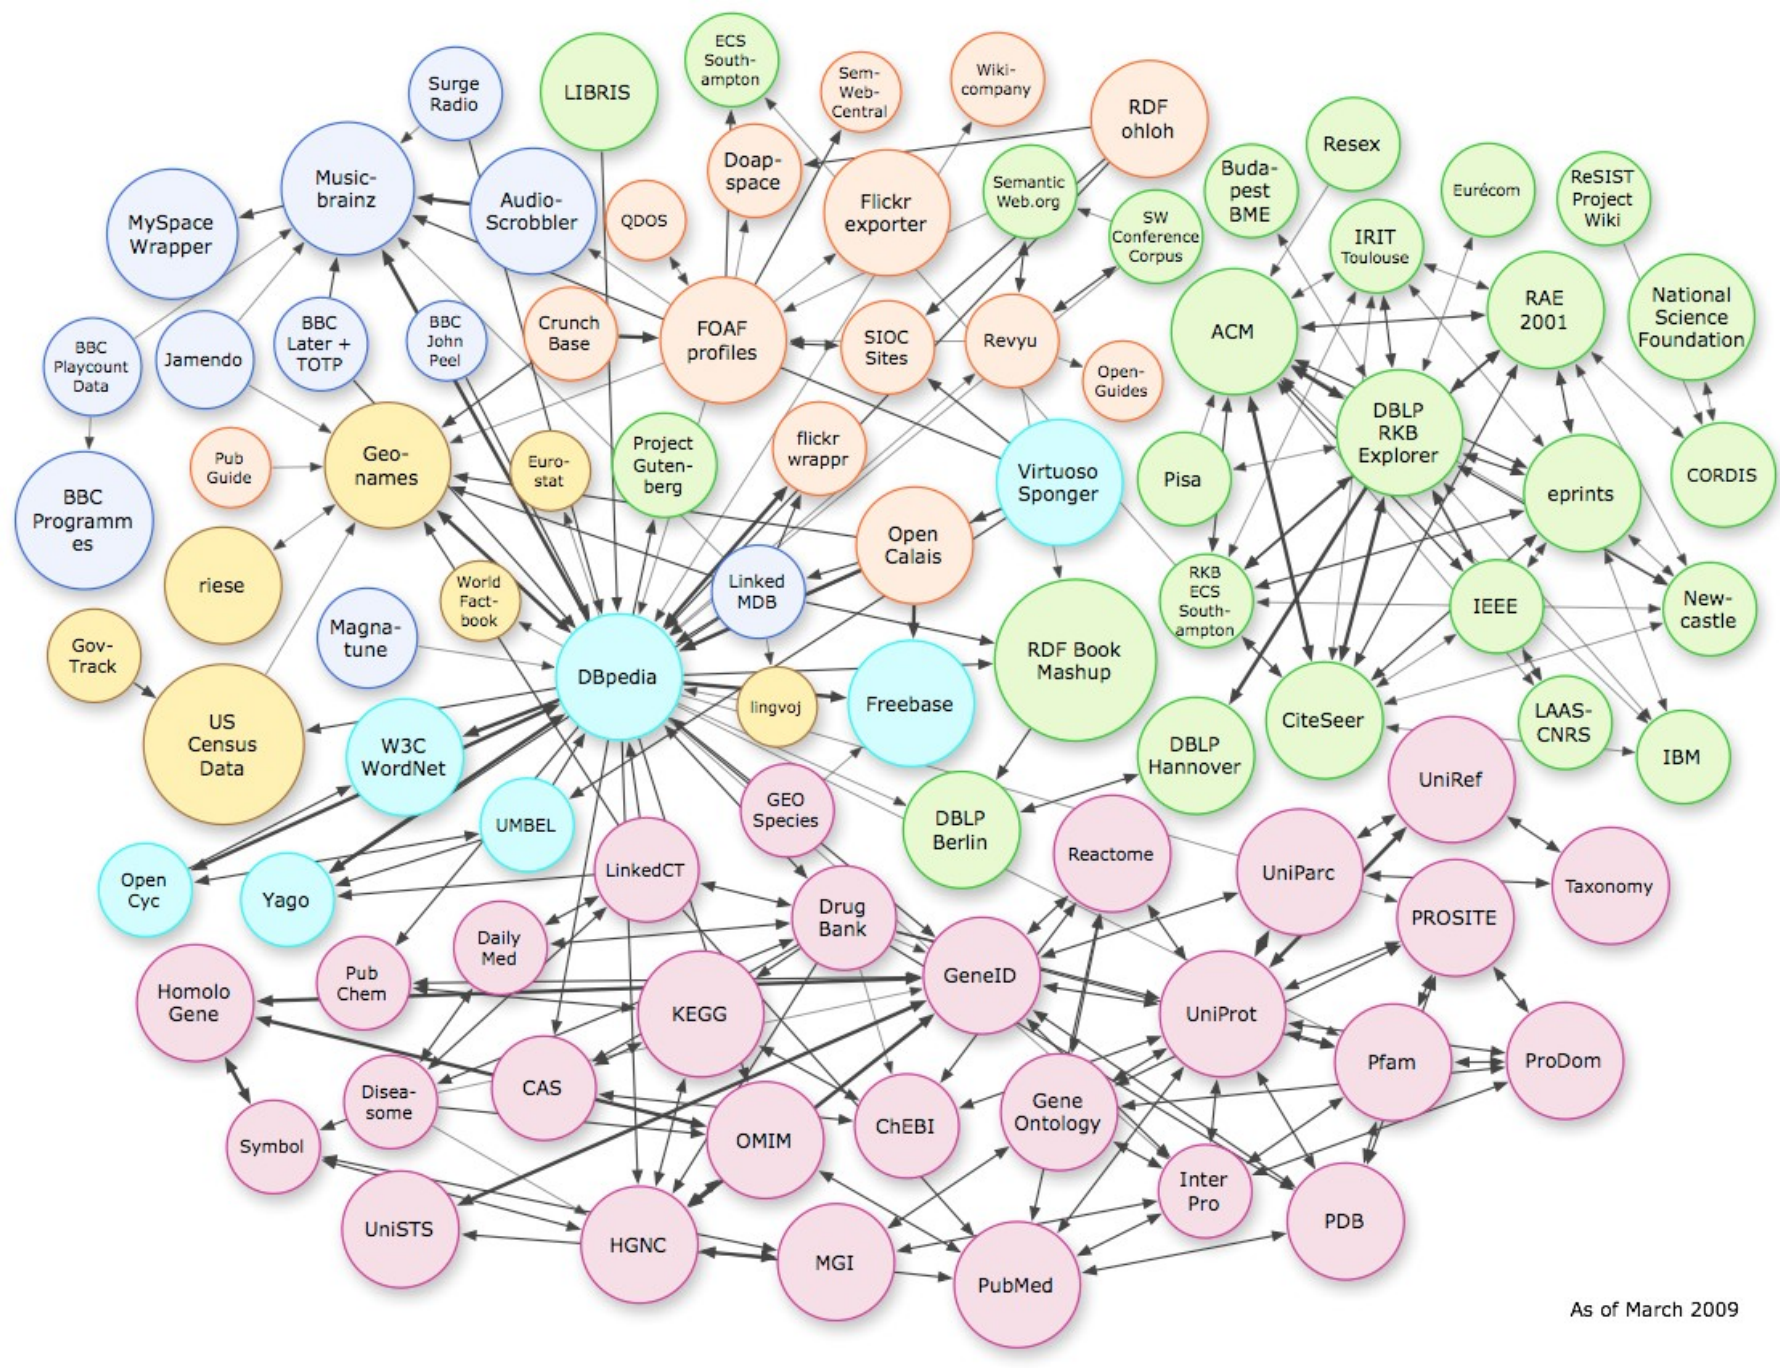 ECS
South-
ampton
Surge
Radio
LIBRIS
Sem-
Web-
Central
Wiki-
company
RDF
ohloh
Music-
brainz
Doap-
space
Resex
MySpace
Wrapper
Audio-
Scrobbler
QDOS
Flickr
exporter
Semantic
Web.org
SW
Conference
Corpus
Buda-
pest
BME
Eurécom
ReSIST
Project
Wiki
IRIT
Toulouse
BBC
Playcount
Data
Jamendo
BBC
Later +
TOTP
BBC
John
Peel
Crunch
Base
FOAF
profiles
SIOC
Sites
Revyu
Open-
Guides
ACM
RAE
2001
National
Science
Foundation
Pub
Guide
Geo-
names
Euro-
stat
Project
Guten-
berg
flickr
wrappr
Virtuoso
Sponger
Pisa
DBLP
RKB
Explorer
eprints
CORDIS
BBC
Programm
es
riese
World
Fact-
book
Linked
MDB
Open
Calais
RKB
ECS
South-
ampton
IEEE
New-
castle
Gov-
Track
Magna-
tune
DBpedia
RDF Book
Mashup
US
Census
Data
W3C
WordNet
lingvoj
Freebase
DBLP
Hannover
CiteSeer
LAAS-
CNRS
IBM
UMBEL
GEO
Species
DBLP
Berlin
UniRef
Open
Cyc
Yago
LinkedCT
Reactome
UniParc
Taxonomy
Pub
Chem
Daily
Med
Drug
Bank
PROSITE
Homolo
Gene
KEGG
GeneID
UniProt
Pfam
ProDom
Disea-
some
CAS
Symbol
OMIM
ChEBI
Gene
Ontology
Inter
Pro
PDB
UniSTS
HGNC
MGI
PubMed
As of March 2009